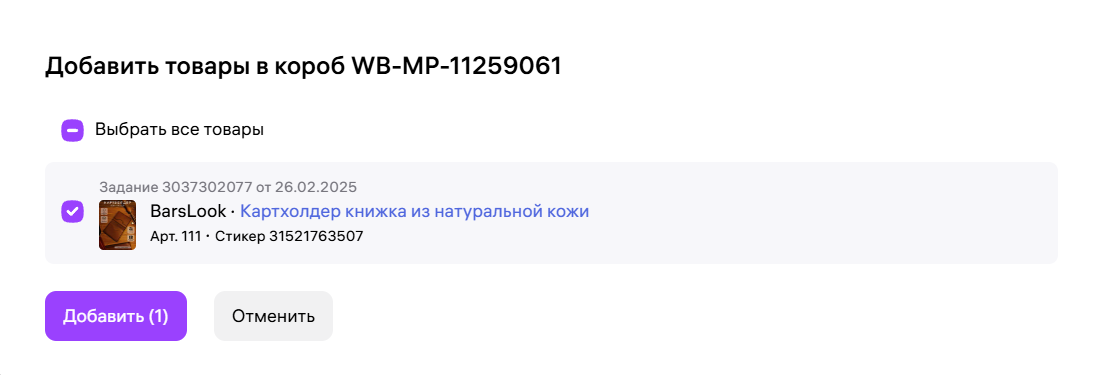 Добавить товары в короб WB-MP-11259061
Выбрать все товары
Задание 3037302077 от 26.02.2025
BarsLook · Картхолдер книжка из натуральной кожи
Арт. 111 · Стикер 31521763507
Добавить (1)
Отменить